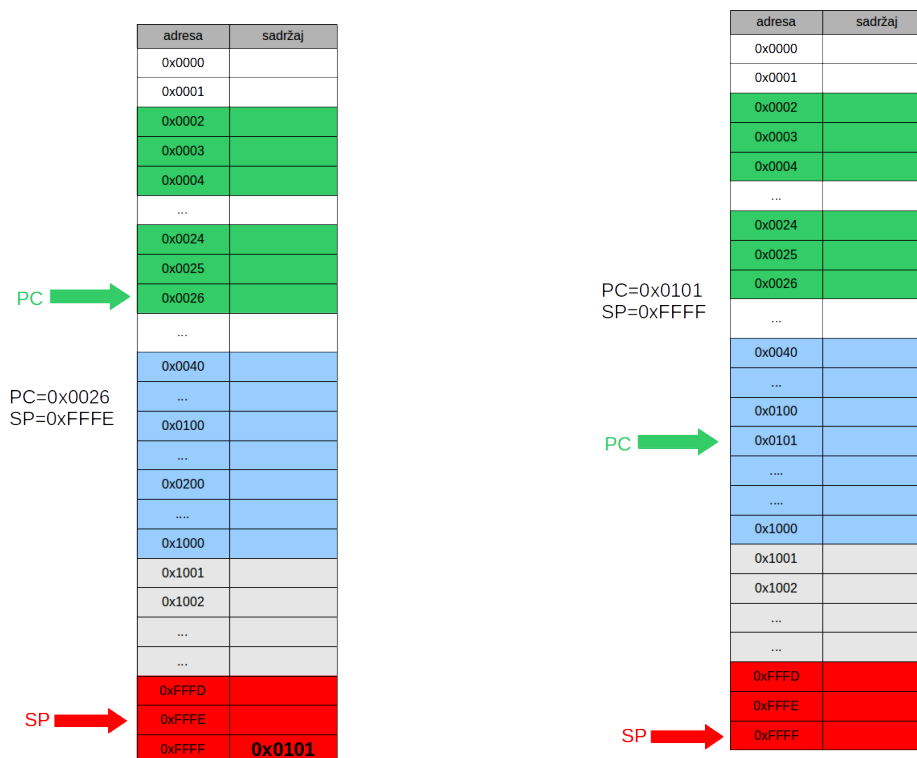 adresa sadržaj
0x0000
0x0001
0x0002
0x0003
0x0004
...
0x0024
0x0025
PC 0x0026
...
0x0040
PC=0x0026 ...
SP=0xFFFE 0x0100
...
0x0200
....
0x1000
0x1001
0x1002
...
...
0xFFFD
SP 0xFFFE
0xFFFF 0x0101
adresa sadržaj
0x0000
0x0001
0x0002
0x0003
0x0004
...
0x0024
0x0025
PC=0x0101 0x0026
SP=0xFFFF ...
0x0040
...
0x0100
PC 0x0101
....
....
0x1000
0x1001
0x1002
...
...
0xFFFD
0xFFFE
SP 0xFFFF